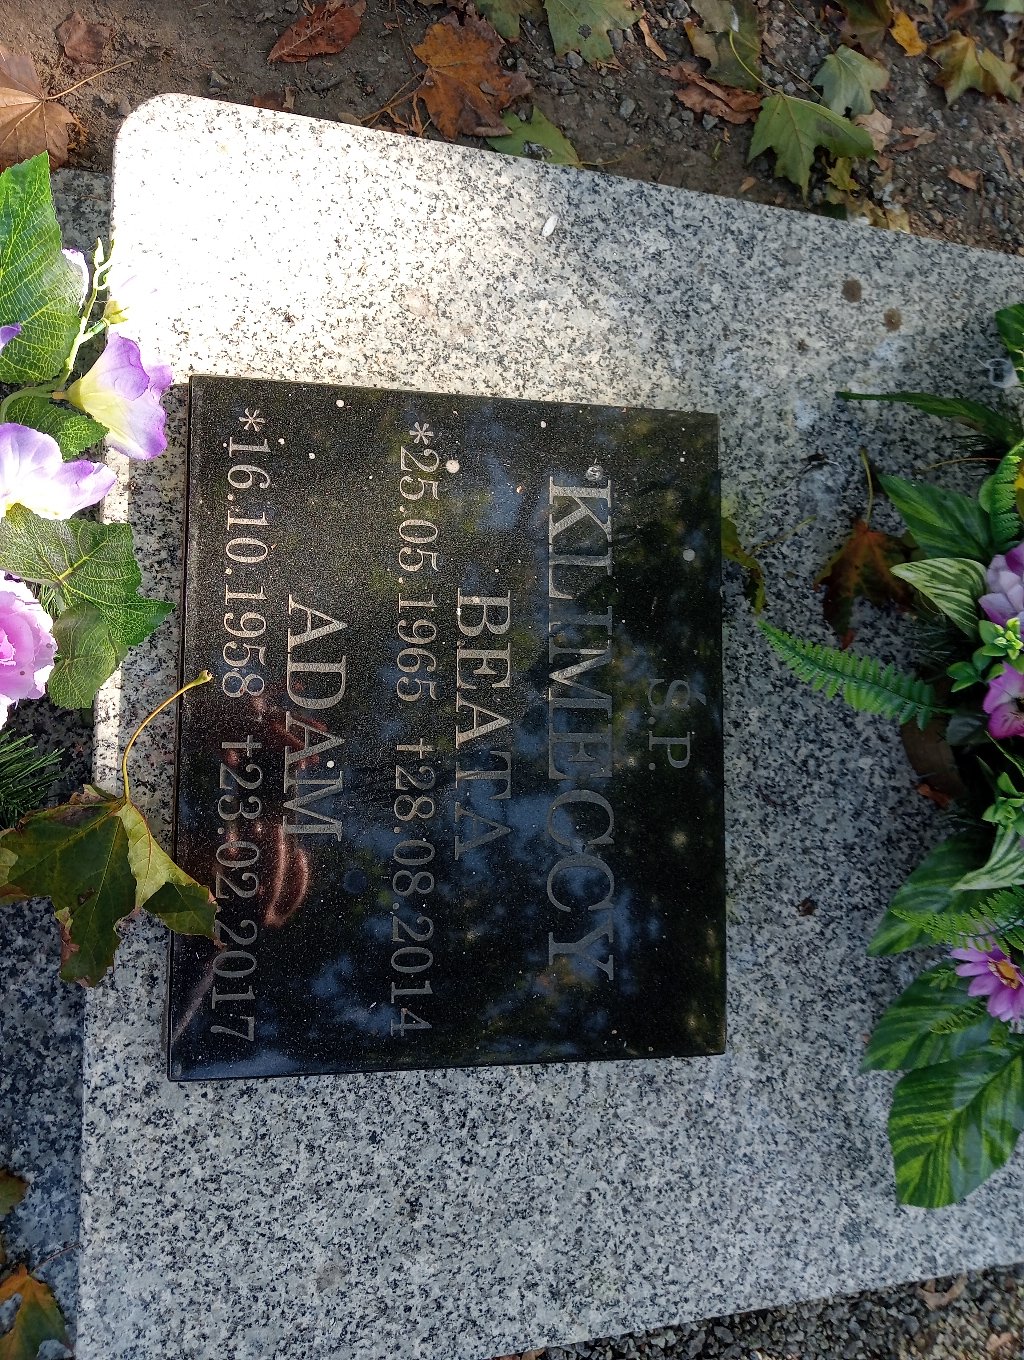 Ś.P.
KLIMECCY
BEATA
*25.05.1965 †28.08.2014
ADAM
*16.10.1958 †23.02.2017